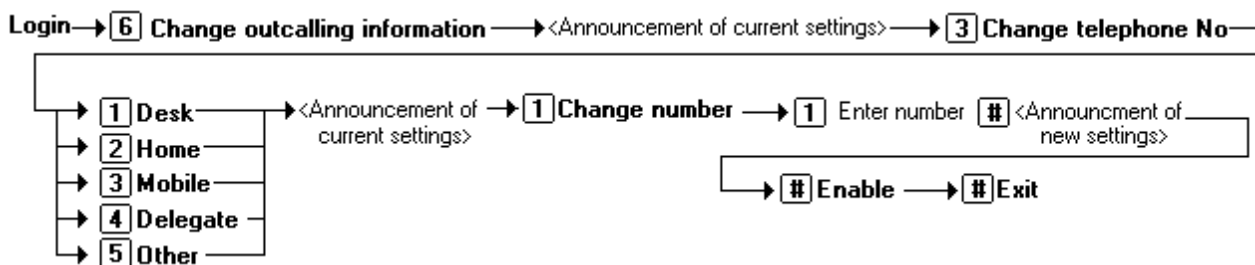 Login 6 Change outcalling information <Announcement of current settings> 3 Change telephone No
1 Desk <Announcement of current settings> 1 Change number 1 Enter number # <Announcment of new settings>
2 Home
3 Mobile
4 Delegate
5 Other
# Enable # Exit